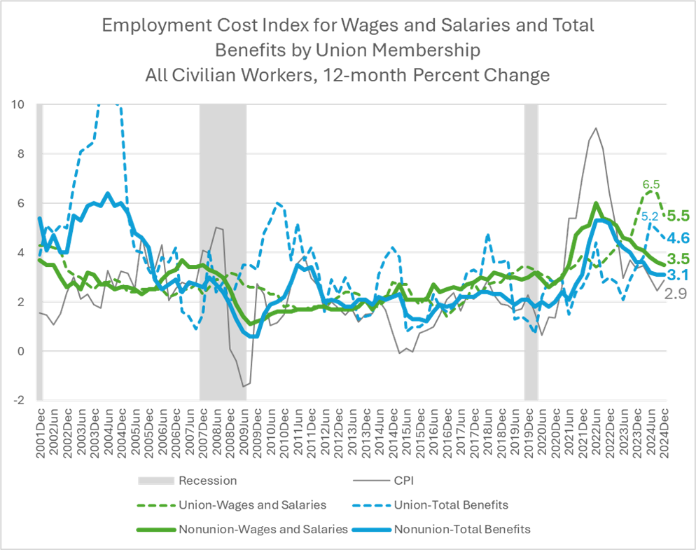 Employment Cost Index for Wages and Salaries and Total
Benefits by Union Membership
All Civilian Workers, 12-month Percent Change
10
8
6
4
2
0
-2
6.5
5.5
5.2
4.6
3.5
3.1
2.9
2001Dec
2002Jun
2002Dec
2003Jun
2003Dec
2004Jun
2004Dec
2005Jun
2005Dec
2006Jun
2006Dec
2007Jun
2007Dec
2008Jun
2008Dec
2009Jun
2009Dec
2010Jun
2010Dec
2011Jun
2011Dec
2012Jun
2012Dec
2013Jun
2013Dec
2014Jun
2014Dec
2015Jun
2015Dec
2016Jun
2016Dec
2017Jun
2017Dec
2018Jun
2018Dec
2019Jun
2019Dec
2020Jun
2020Dec
2021Jun
2021Dec
2022Jun
2022Dec
2023Jun
2023Dec
2024Jun
2024Dec
Recession
CPI
Union-Wages and Salaries
Union-Total Benefits
Nonunion-Wages and Salaries
Nonunion-Total Benefits